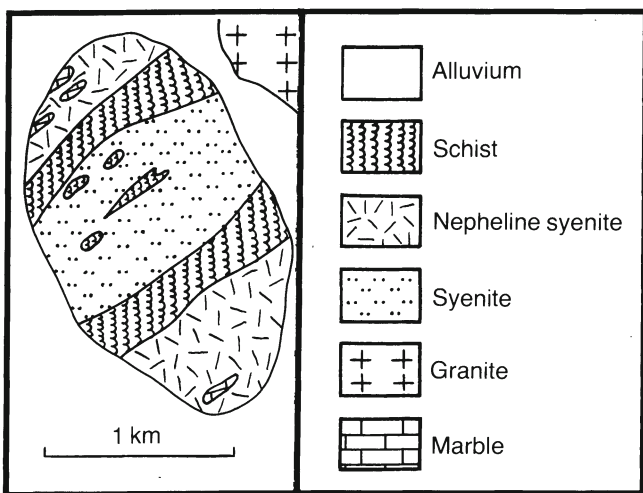 1 km
Alluvium
Schist
Nepheline syenite
Syenite
Granite
Marble